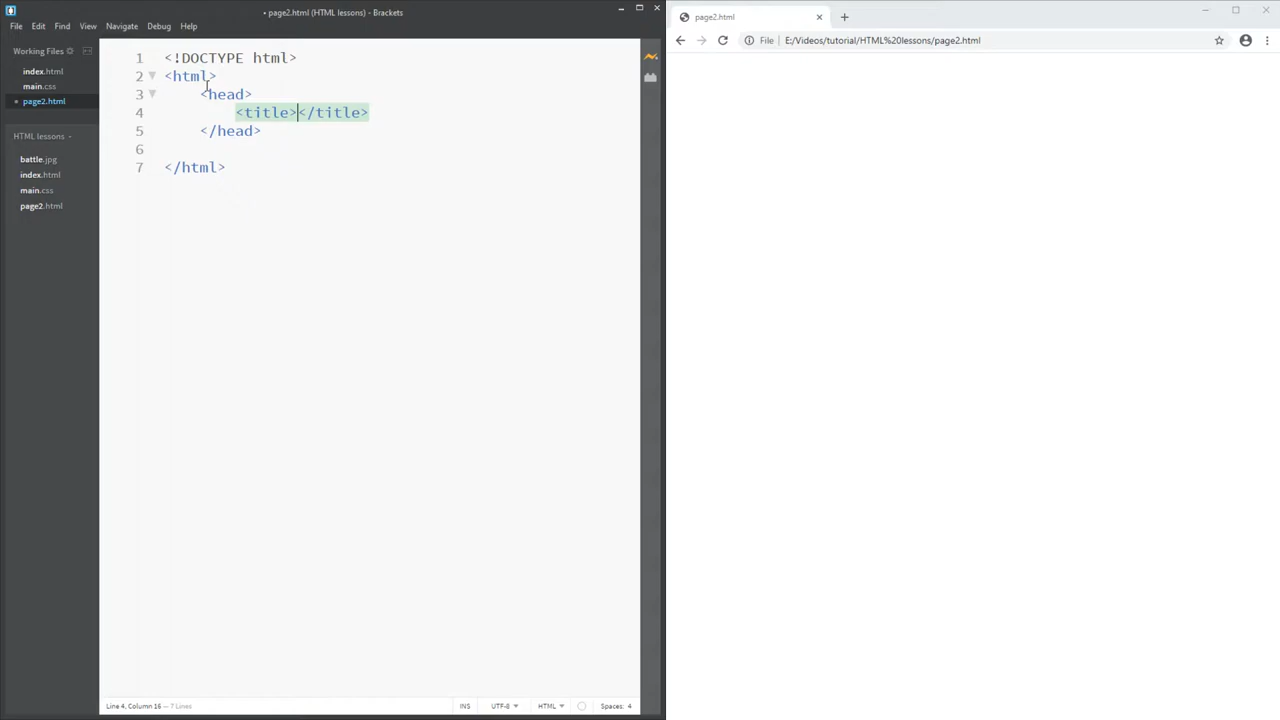 • page2.html (HTML lessons) - Brackets
File Edit Find View Navigate Debug Help
Working Files
index.html
main.css
• page2.html
HTML lessons
battle.jpg
index.html
main.css
page2.html
1 <!DOCTYPE html>
2 <html>
3 <head>
4 <title></title>
5 </head>
6
7 </html>
Line 4, Column 16 — 7 Lines
INS UTF-8 HTML Spaces: 4
page2.html
File E:/Videos/tutorial/HTML%20lessons/page2.html